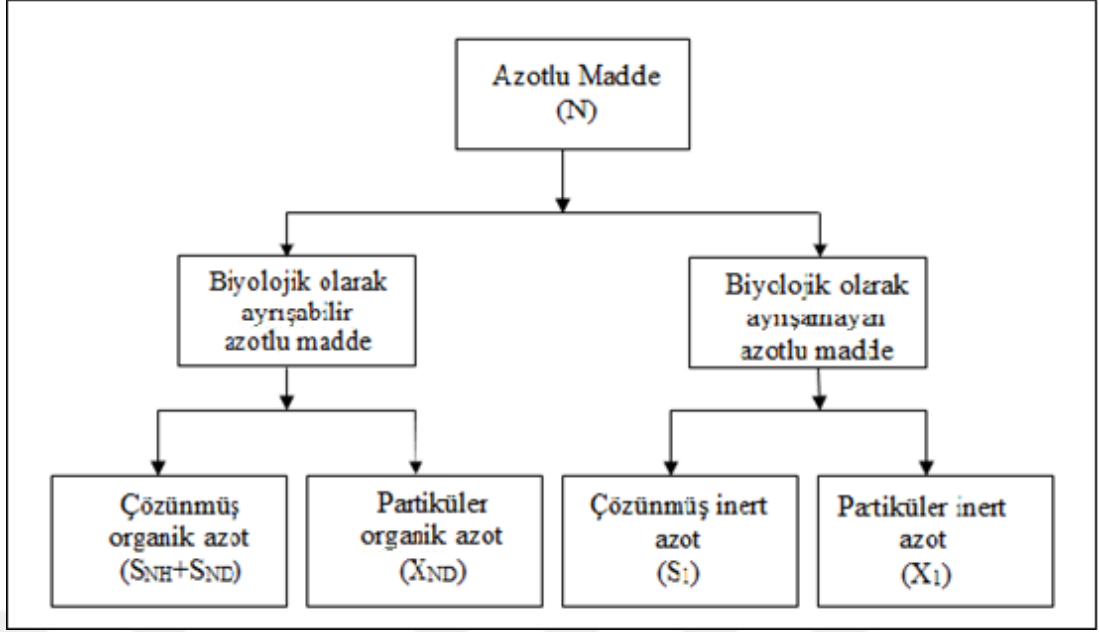 Azotlu Madde
(N)
Biyolojik olarak
ayrışabilir
azotlu madde
Biyolojik olarak
ayrışamayan
azotlu madde
Çözünmüş
organik azot
(SNH+SND)
Partiküler
organik azot
(XND)
Çözünmüş inert
azot
(Si)
Partiküler inert
azot
(X1)